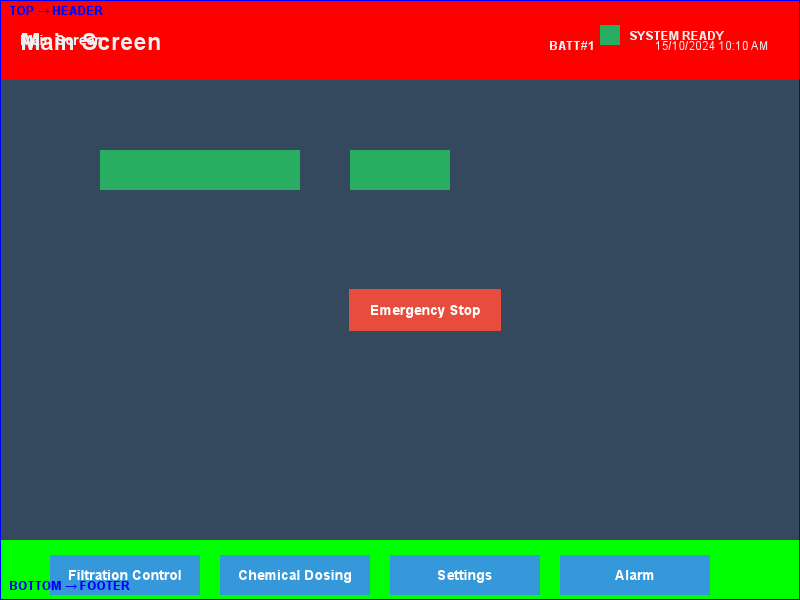 TOP → HEADER
Main Screen
Main Screen
BATT#1
SYSTEM READY
15/10/2024 10:10 AM
Emergency Stop
Filtration Control
Chemical Dosing
Settings
Alarm
BOTTOM → FOOTER